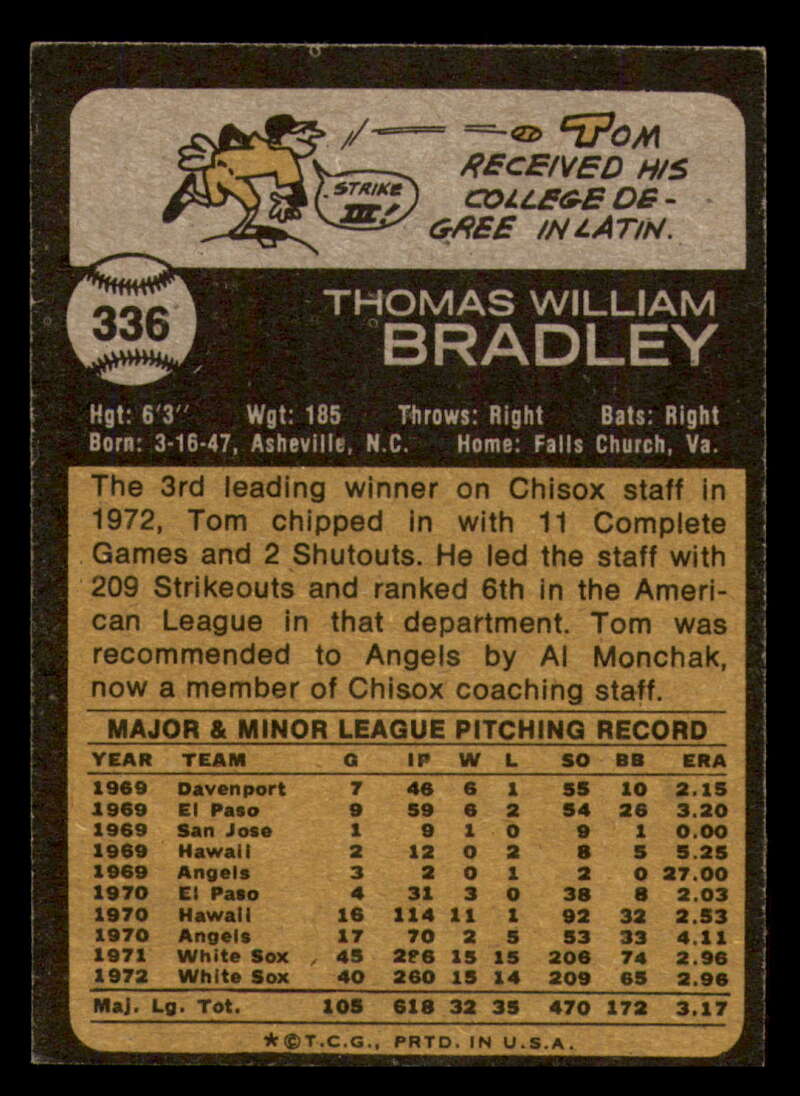 TOM
RECEIVED HIS
COLLEGE DE-
GREE IN LATIN.
STRIKE
III!
336
THOMAS WILLIAM
BRADLEY
Hgt: 6'3" Wgt: 185 Throws: Right Bats: Right
Born: 3-16-47, Asheville, N.C. Home: Falls Church, Va.
The 3rd leading winner on Chisox staff in
1972, Tom chipped in with 11 Complete
Games and 2 Shutouts. He led the staff with
209 Strikeouts and ranked 6th in the Ameri-
can League in that department. Tom was
recommended to Angels by Al Monchak,
now a member of Chisox coaching staff.
MAJOR & MINOR LEAGUE PITCHING RECORD
YEAR TEAM G IP W L SO BB ERA
1969 Davenport 7 46 6 1 55 10 2.15
1969 El Paso 9 59 6 2 54 26 3.20
1969 San Jose 1 9 1 0 9 1 0.00
1969 Hawaii 2 12 0 2 8 5 5.25
1969 Angels 3 2 0 1 2 0 27.00
1970 El Paso 4 31 3 0 38 8 2.03
1970 Hawaii 16 114 11 1 92 32 2.53
1970 Angels 17 70 2 5 53 33 4.11
1971 White Sox 45 286 15 15 206 74 2.96
1972 White Sox 40 260 15 14 209 65 2.96
Maj. Lg. Tot. 105 618 32 35 470 172 3.17
*©T.C.G., PRTD. IN U.S.A.